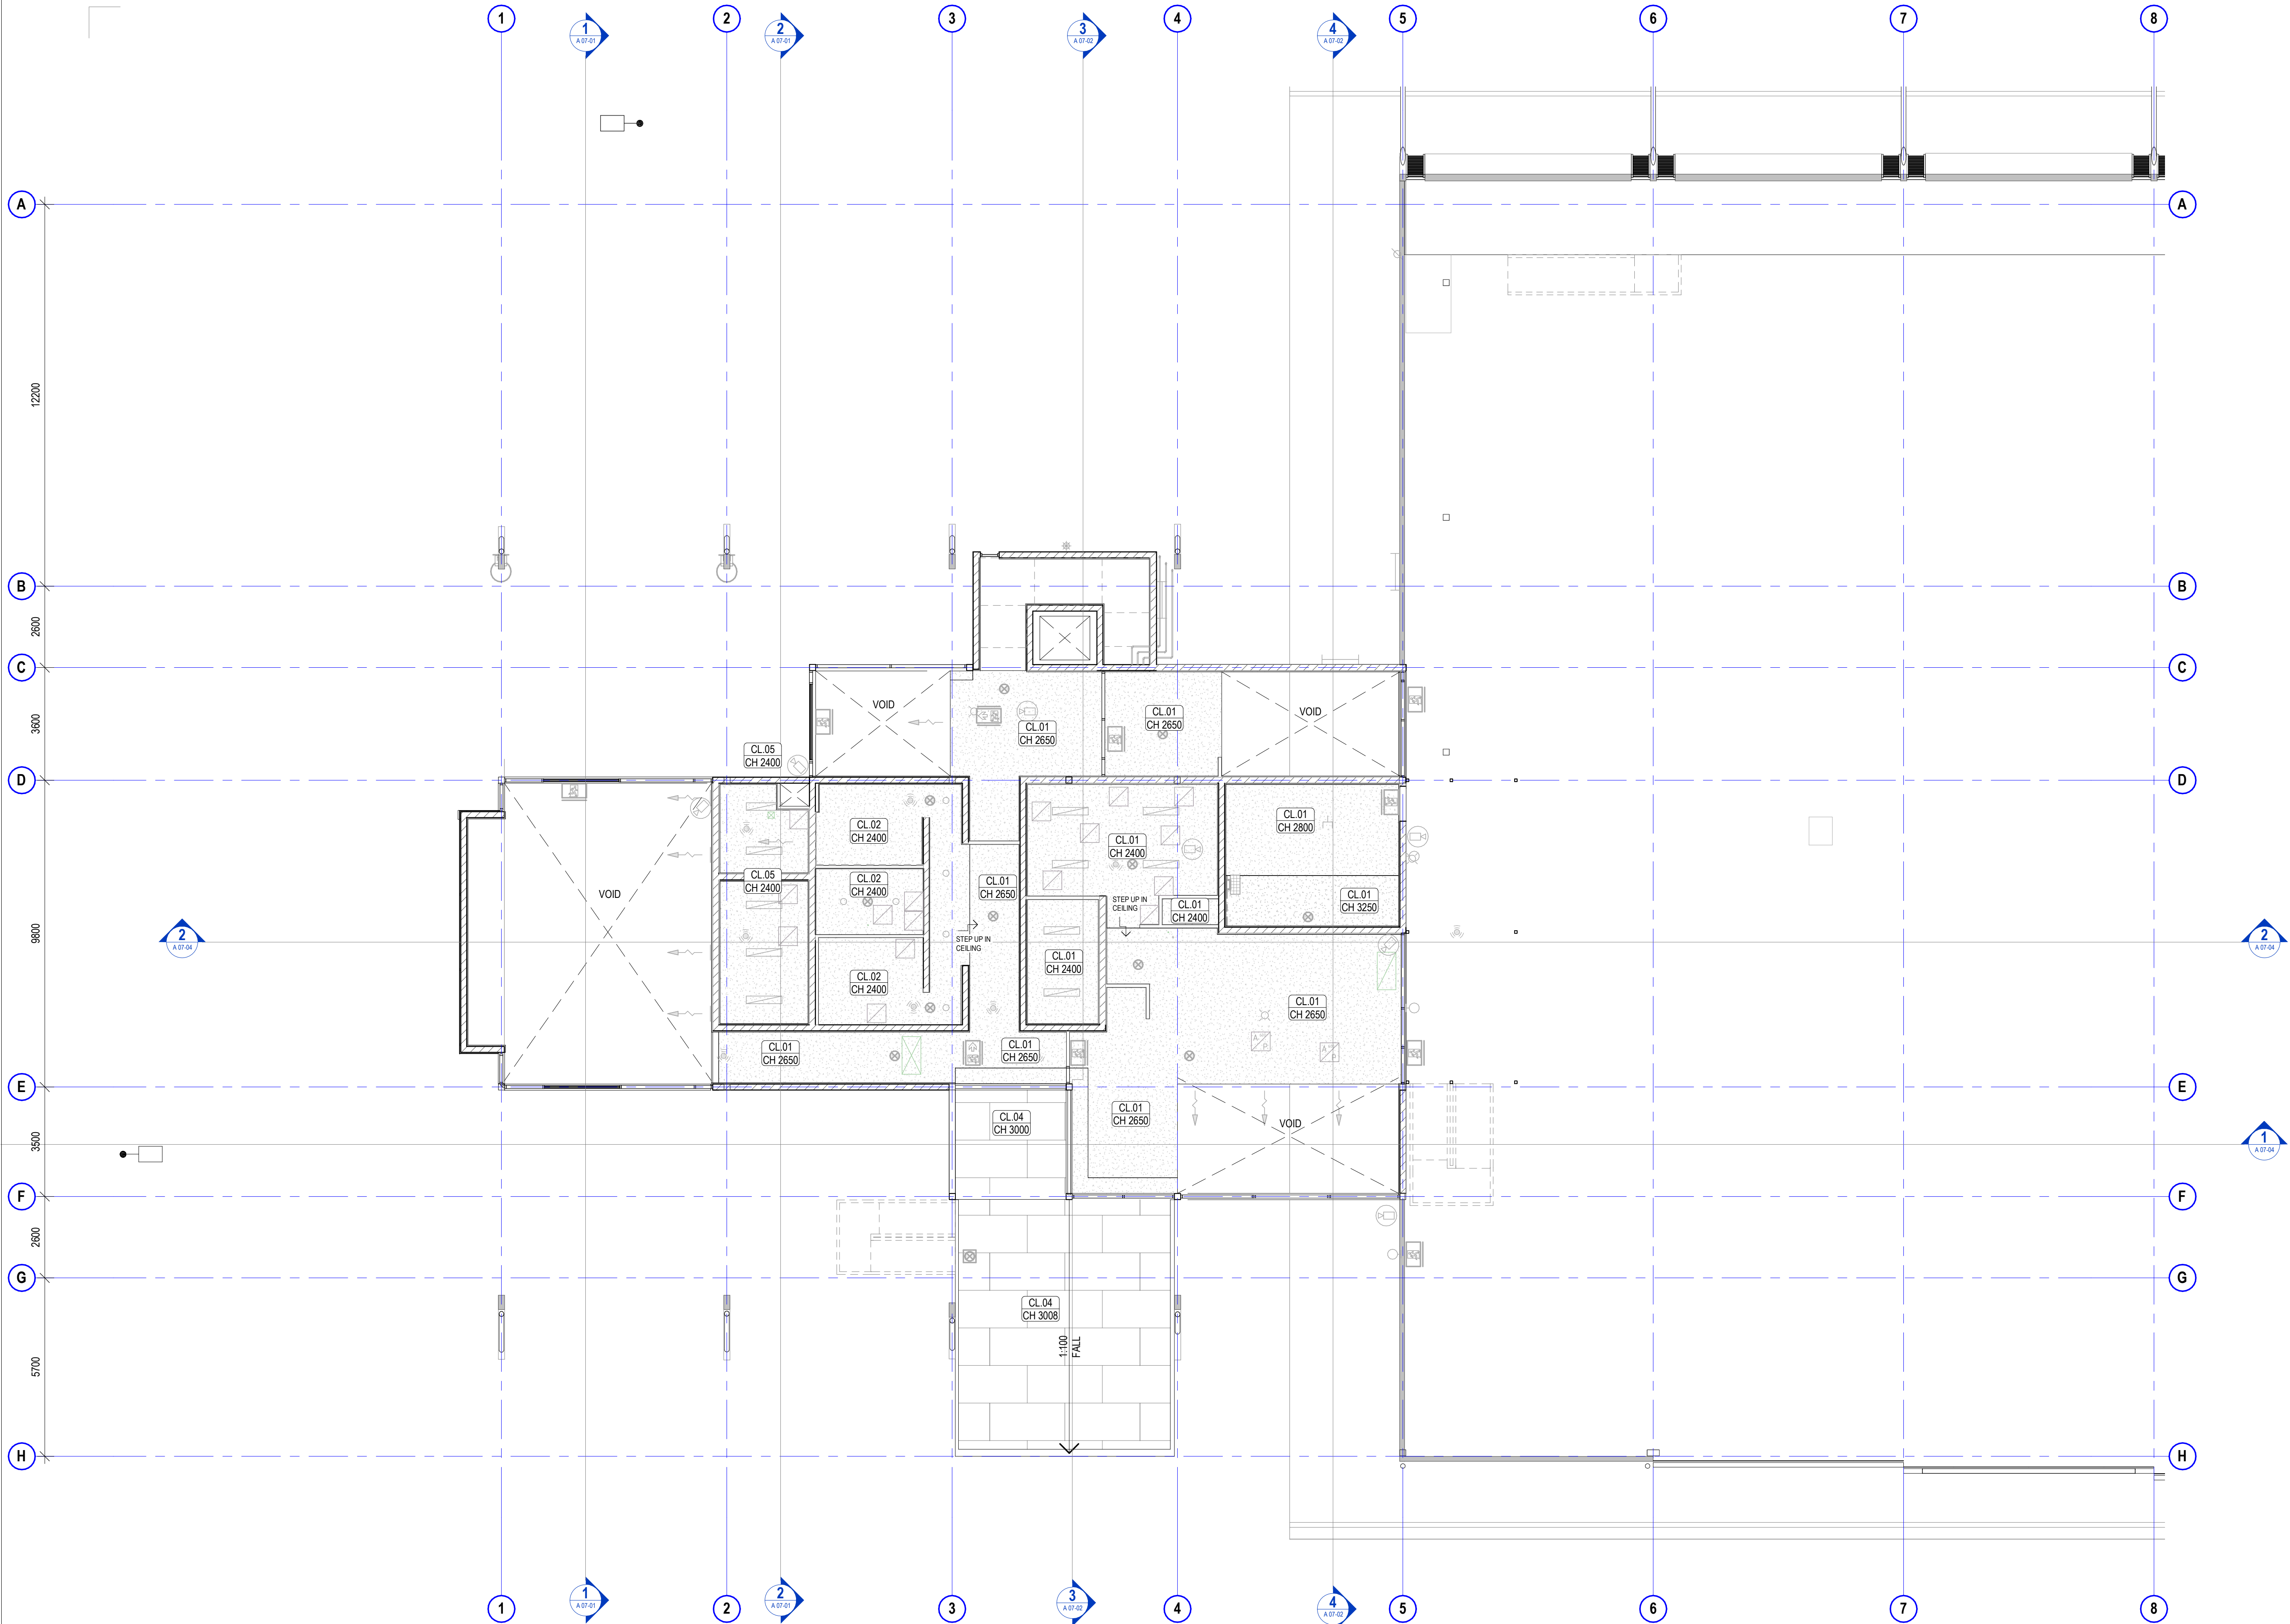 1
2
3
4
5
6
7
8
1
A 07-01
2
A 07-01
3
A 07-02
4
A 07-02
A
A
12200
B
B
2600
C
C
3600
VOID
CL.01
CH 2650
CL.01
CH 2650
VOID
CL.05
CH 2400
D
D
CL.02
CH 2400
CL.01
CH 2400
CL.01
CH 2800
CL.05
CH 2400
CL.02
CH 2400
CL.01
CH 2650
VOID
STEP UP IN
CEILING
CL.01
CH 2400
CL.01
CH 3250
9800
2
A 07-04
2
A 07-04
STEP UP IN
CEILING
CL.01
CH 2400
CL.02
CH 2400
CL.01
CH 2650
A
P
A
P
CL.01
CH 2650
CL.01
CH 2650
E
E
CL.04
CH 3000
CL.01
CH 2650
VOID
3500
1
A 07-04
F
F
2600
G
G
CL.04
CH 3008
1:100
FALL
5700
H
H
1
A 07-01
2
A 07-01
3
A 07-02
4
A 07-02
1
2
3
4
5
6
7
8